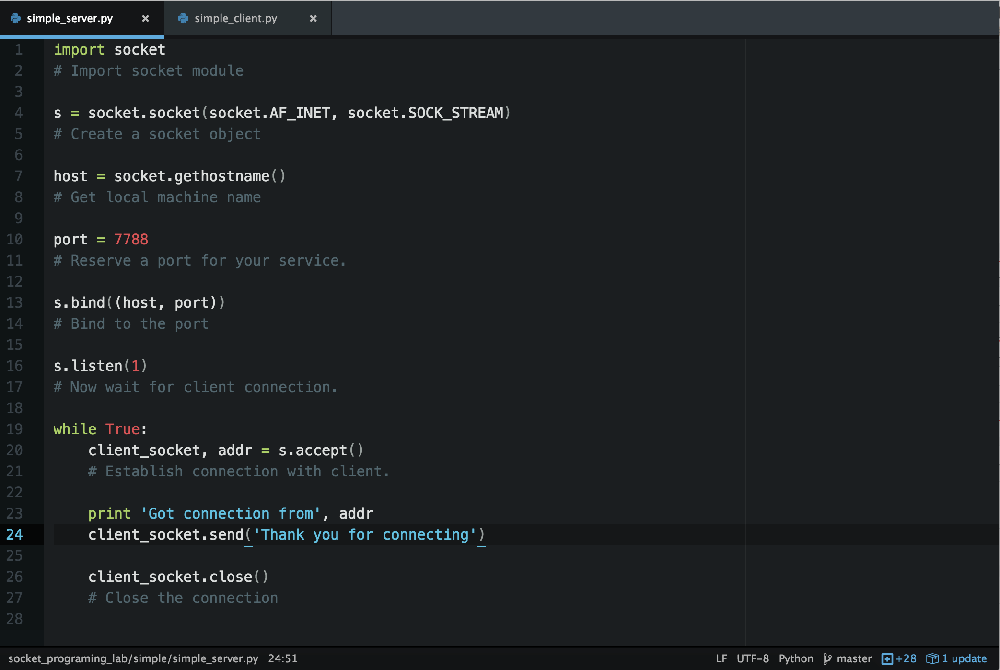 simple_server.py × simple_client.py ×
1 import socket
2 # Import socket module
3
4 s = socket.socket(socket.AF_INET, socket.SOCK_STREAM)
5 # Create a socket object
6
7 host = socket.gethostname()
8 # Get local machine name
9
10 port = 7788
11 # Reserve a port for your service.
12
13 s.bind((host, port))
14 # Bind to the port
15
16 s.listen(1)
17 # Now wait for client connection.
18
19 while True:
20     client_socket, addr = s.accept()
21     # Establish connection with client.
22
23     print 'Got connection from', addr
24     client_socket.send('Thank you for connecting')
25
26     client_socket.close()
27     # Close the connection
28
socket_programing_lab/simple/simple_server.py 24:51 LF UTF-8 Python master +28 1 update